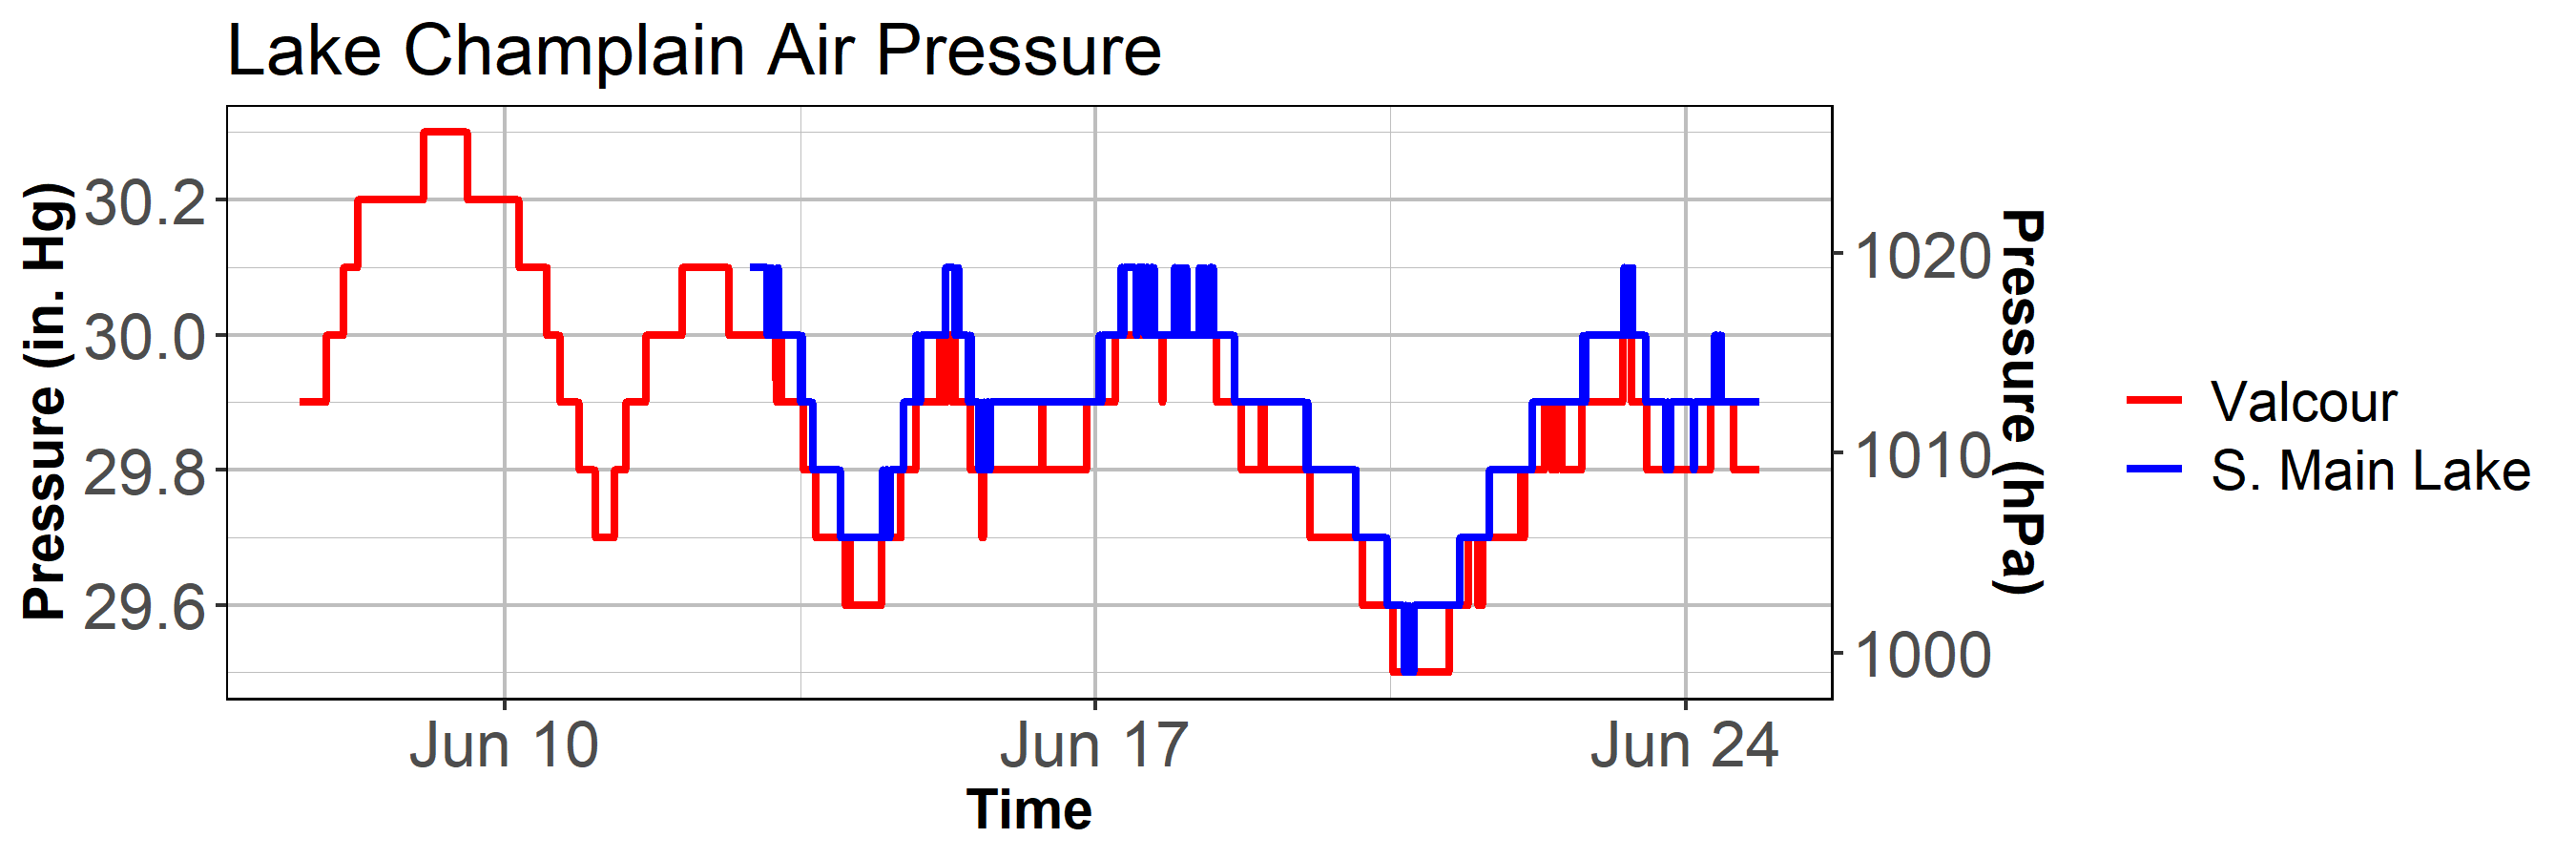 Lake Champlain Air Pressure
Pressure (in. Hg)
30.2
30.0
29.8
29.6
1020
1010
1000
Pressure (hPa)
Jun 10
Jun 17
Jun 24
Time
Valcour
S. Main Lake